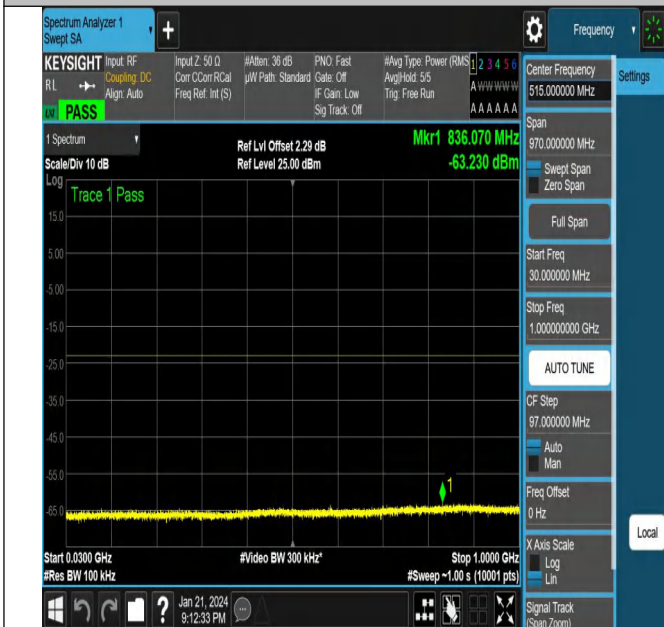 Spectrum Analyzer 1
Swept SA
+
Frequency
KEYSIGHT
RL
PASS
Input: RF
Coupling: DC
Align: Auto
Input Z: 50 Ω
Corr CCorr RCal
Freq Ref: Int (S)
#Atten: 36 dB
µW Path: Standard
PNO: Fast
Gate: Off
IF Gain: Low
Sig Track: Off
#Avg Type: Power (RMS
Avg|Hold: 5/5
Trig: Free Run
1 2 3 4 5 6
A W W W W W
A A A A A A
1 Spectrum
Scale/Div 10 dB
Ref Lvl Offset 2.29 dB
Ref Level 25.00 dBm
Mkr1 836.070 MHz
-63.230 dBm
Log
Trace 1 Pass
15.0
5.00
-5.00
-15.0
-25.0
-35.0
-45.0
-55.0
-65.0
1
Start 0.0300 GHz
#Res BW 100 kHz
#Video BW 300 kHz*
Stop 1.0000 GHz
#Sweep ~1.00 s (10001 pts)
Jan 21, 2024
9:12:33 PM
Center Frequency
515.000000 MHz
Settings
Span
970.000000 MHz
Swept Span
Zero Span
Full Span
Start Freq
30.000000 MHz
Stop Freq
1.000000000 GHz
AUTO TUNE
CF Step
97.000000 MHz
Auto
Man
Freq Offset
0 Hz
X Axis Scale
Log
Lin
Local
Signal Track
(Span Zoom)